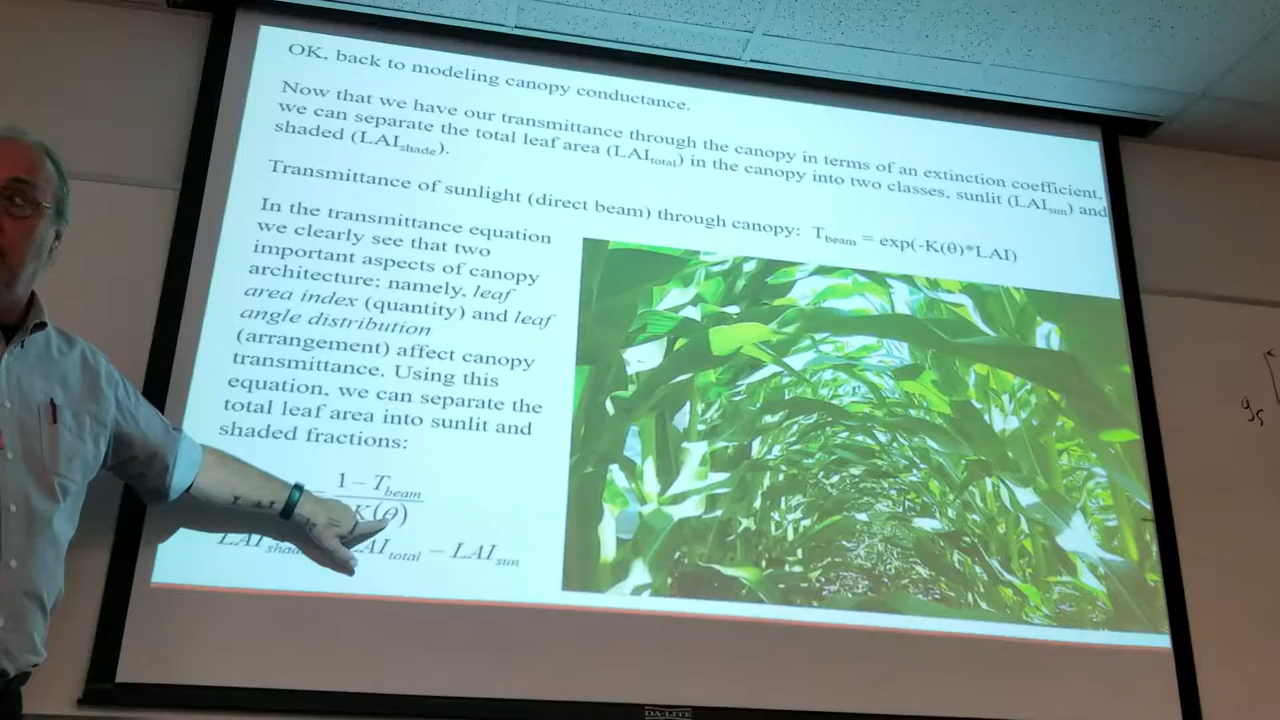 OK, back to modeling canopy conductance.
Now that we have our transmittance through the canopy in terms of an extinction coefficient,
we can separate the total leaf area (LAItotal) in the canopy into two classes, sunlit (LAIsun) and
shaded (LAIshade).
Transmittance of sunlight (direct beam) through canopy: Tbeam = exp(-K(θ)*LAI)
In the transmittance equation
we clearly see that two
important aspects of canopy
architecture; namely, leaf
area index (quantity) and leaf
angle distribution
(arrangement) affect canopy
transmittance. Using this
equation, we can separate the
total leaf area into sunlit and
shaded fractions:
1 – Tbeam
K(θ)
total – LAIsun
gs
DA-LITE